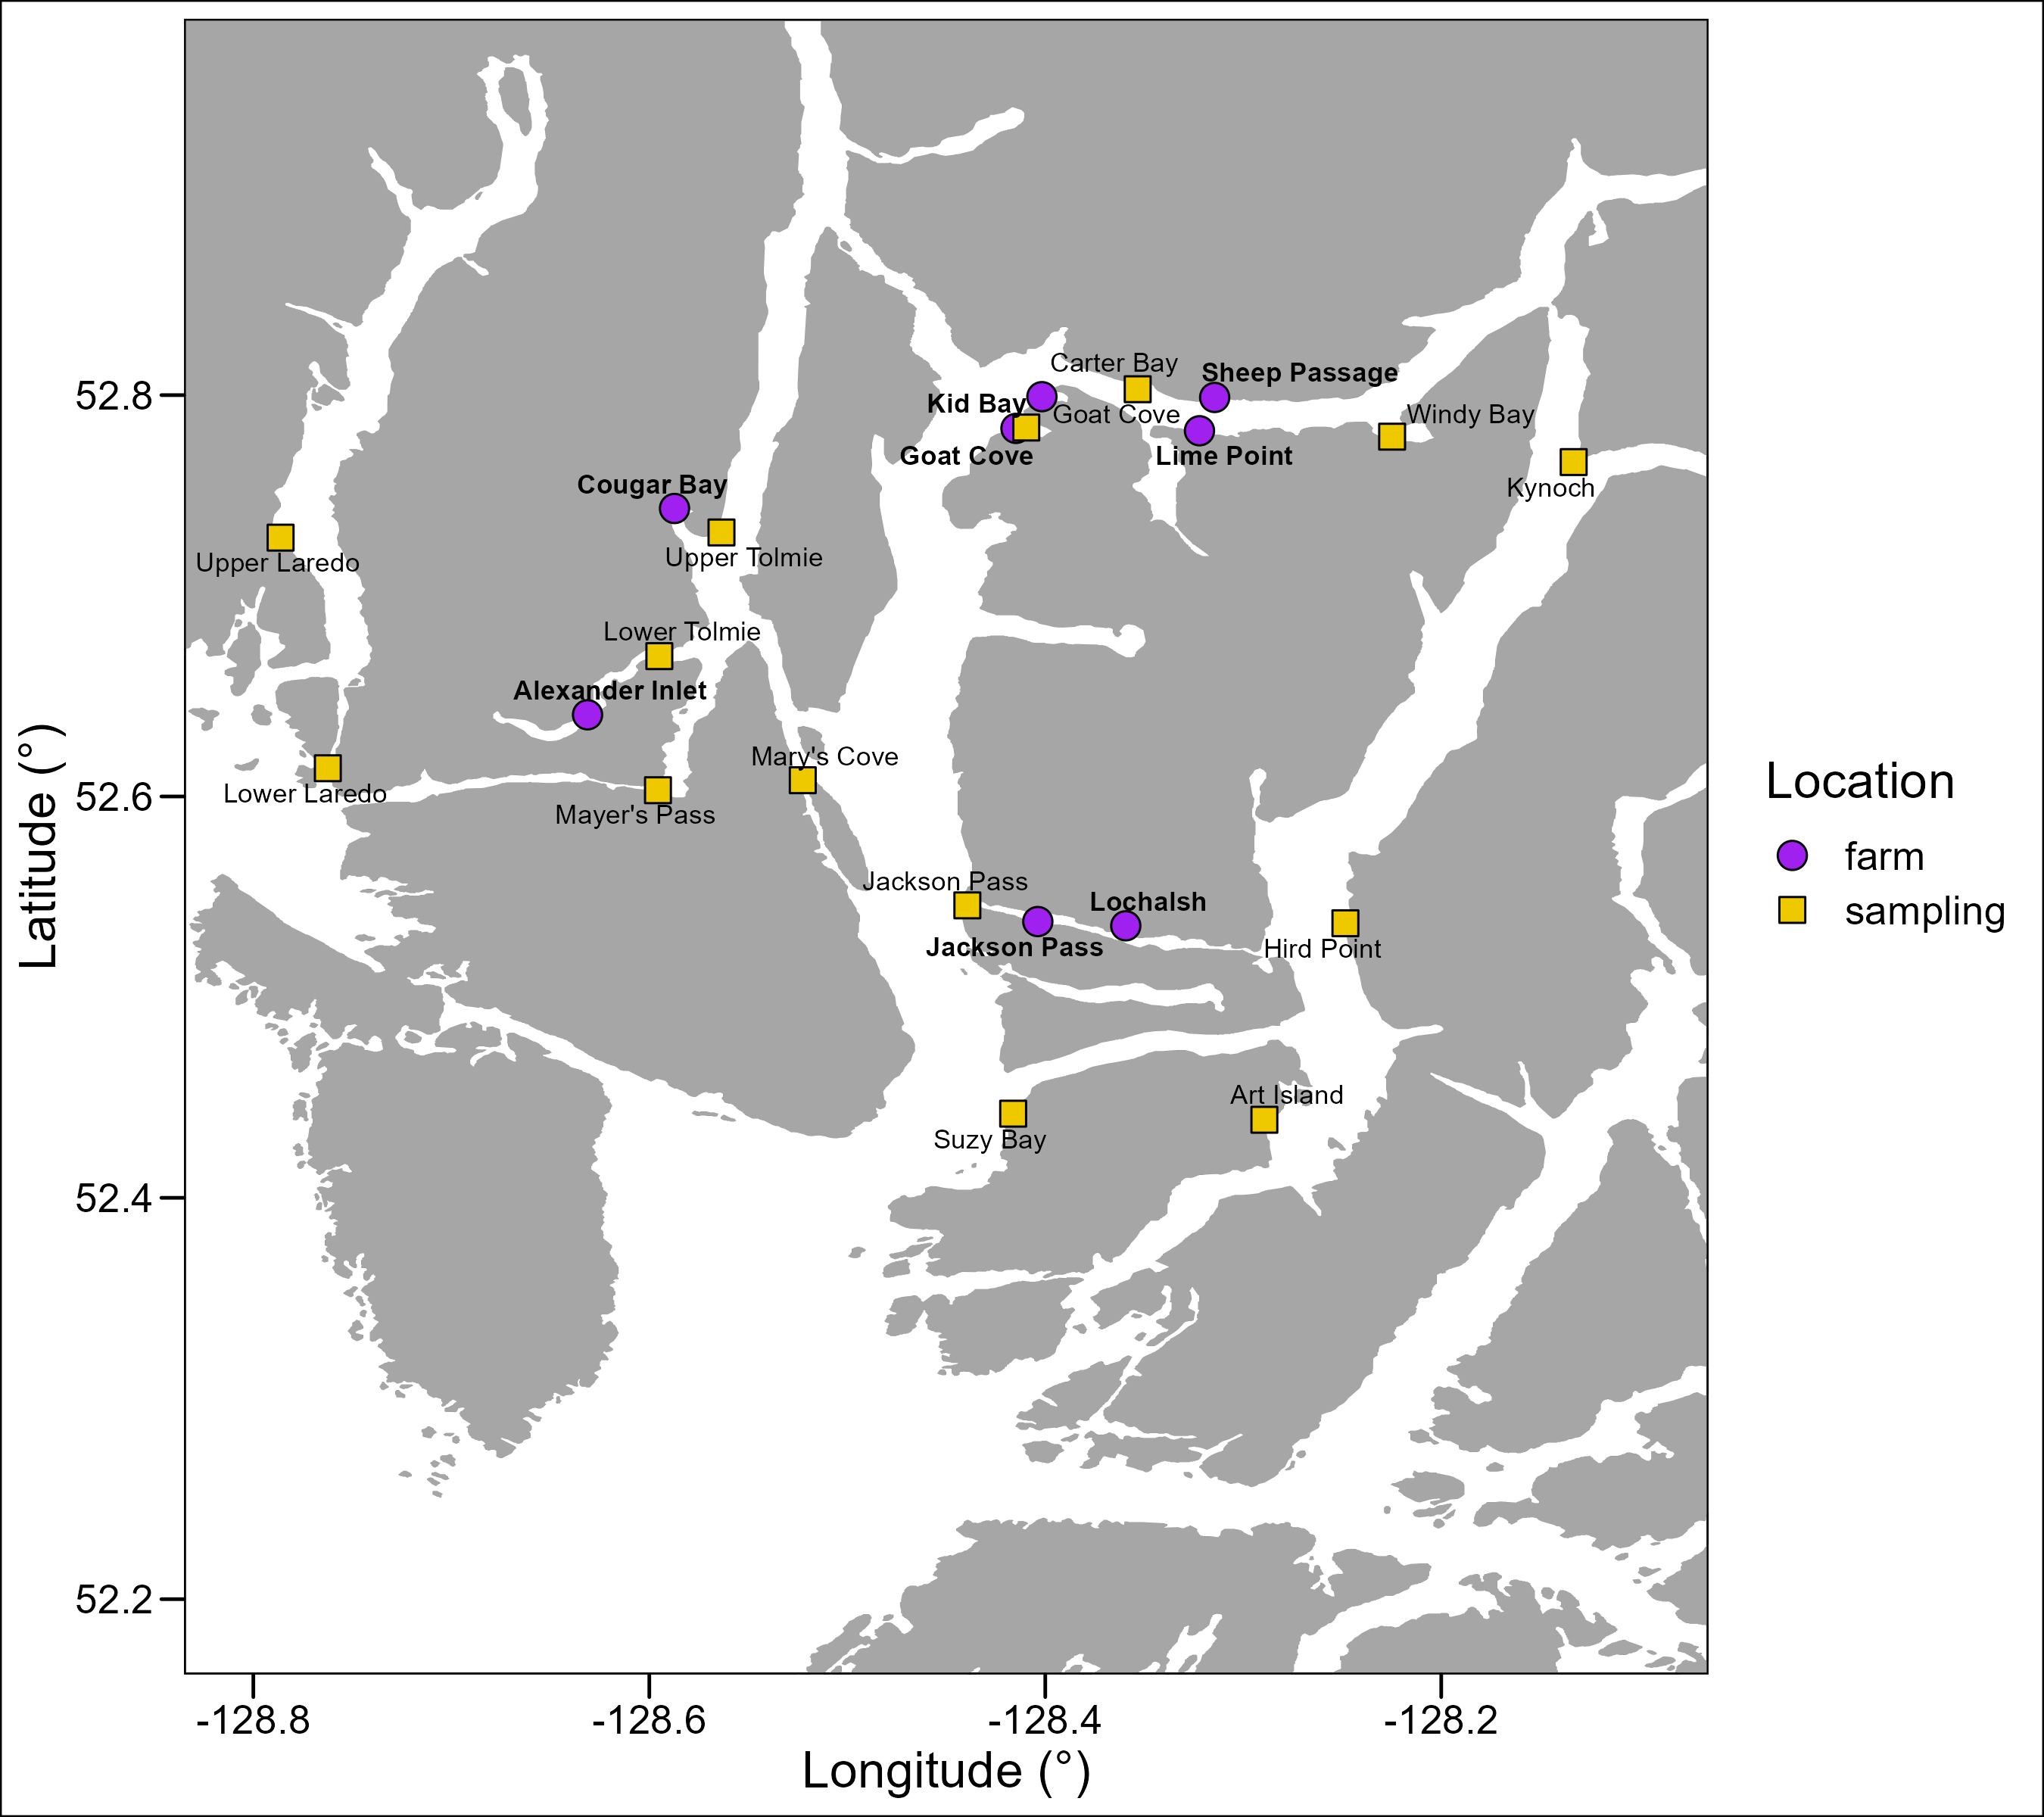 Carter Bay
Sheep Passage
52.8
Kid Bay
Goat Cove
Windy Bay
Goat Cove
Lime Point
Cougar Bay
Kynoch
Upper Tolmie
Upper Laredo
Lower Tolmie
Alexander Inlet
Mary's Cove
Lower Laredo
52.6
Mayer's Pass
Location
farm
sampling
Latitude (°)
Jackson Pass
Lochalsh
Jackson Pass
Hird Point
Art Island
Suzy Bay
52.4
52.2
-128.8
-128.6
-128.4
-128.2
Longitude (°)